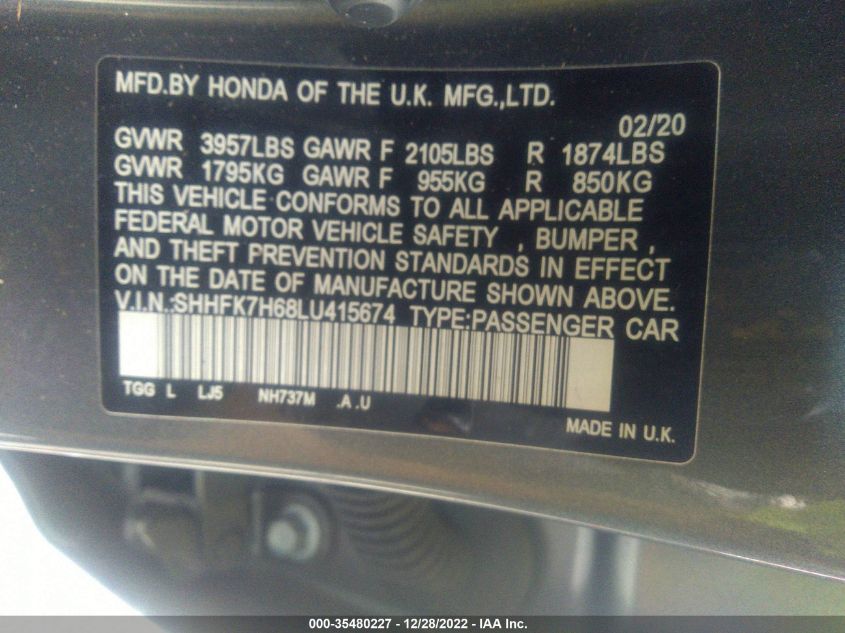 MFD.BY HONDA OF THE U.K. MFG.,LTD.
02/20
GVWR 3957LBS GAWR F 2105LBS R 1874LBS
GVWR 1795KG GAWR F 955KG R 850KG
THIS VEHICLE CONFORMS TO ALL APPLICABLE
FEDERAL MOTOR VEHICLE SAFETY , BUMPER ,
AND THEFT PREVENTION STANDARDS IN EFFECT
ON THE DATE OF MANUFACTURE SHOWN ABOVE.
V.I.N.:SHHFK7H68LU415674 TYPE:PASSENGER CAR
TGG L LJ5 NH737M .A .U
MADE IN U.K.
000-35480227 - 12/28/2022 - IAA Inc.